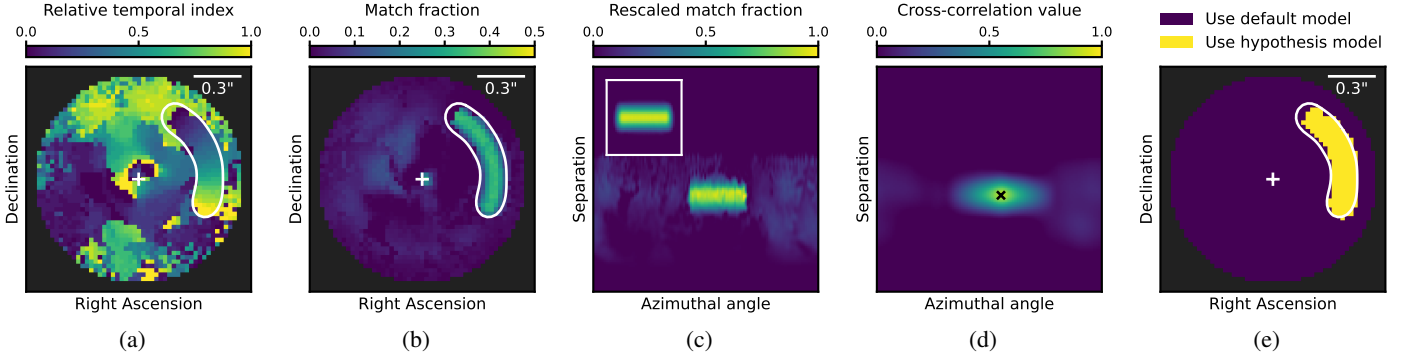 Relative temporal index
0.0 0.5 1.0
0.3"
Declination
Right Ascension
(a)
Match fraction
0.0 0.1 0.2 0.3 0.4 0.5
0.3"
Declination
Right Ascension
(b)
Rescaled match fraction
0.0 0.5 1.0
Separation
Azimuthal angle
(c)
Cross-correlation value
0.0 0.5 1.0
Separation
Azimuthal angle
(d)
Use default model
Use hypothesis model
0.3"
Declination
Right Ascension
(e)